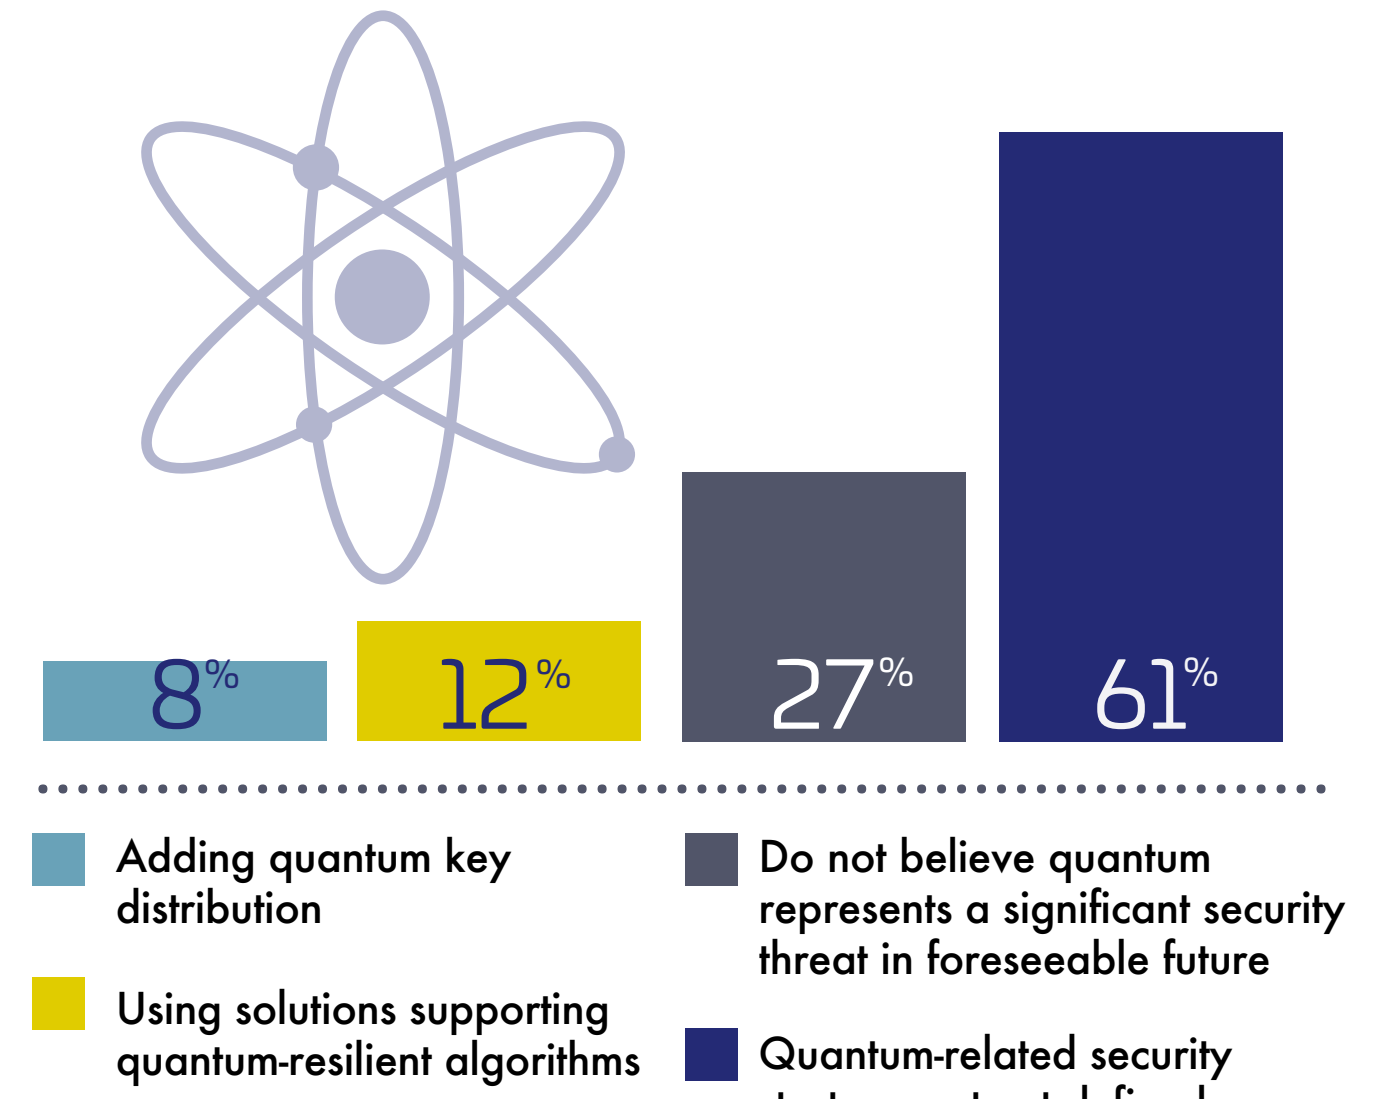 8%
12%
27%
61%
Adding quantum key
distribution
Using solutions supporting
quantum-resilient algorithms
Do not believe quantum
represents a significant security
threat in foreseeable future
Quantum-related security